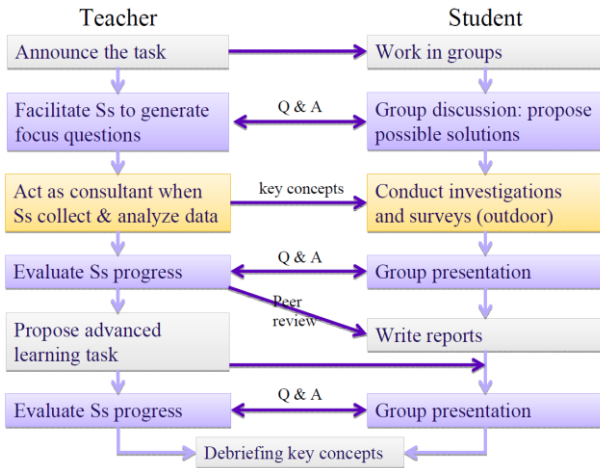 Teacher
Student
Announce the task
Work in groups
Facilitate Ss to generate
focus questions
Q & A
Group discussion: propose
possible solutions
Act as consultant when
Ss collect & analyze data
key concepts
Conduct investigations
and surveys (outdoor)
Evaluate Ss progress
Q & A
Group presentation
Peer
review
Propose advanced
learning task
Write reports
Evaluate Ss progress
Q & A
Group presentation
Debriefing key concepts